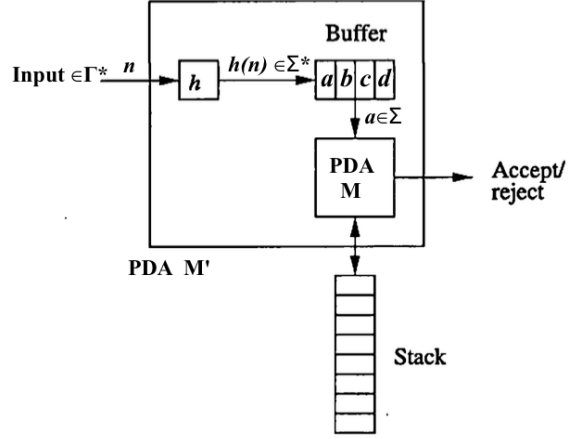 Buffer
Input ∈Γ* n
h
h(n) ∈Σ*
a b c d
a∈Σ
PDA
M
Accept/
reject
PDA M'
Stack